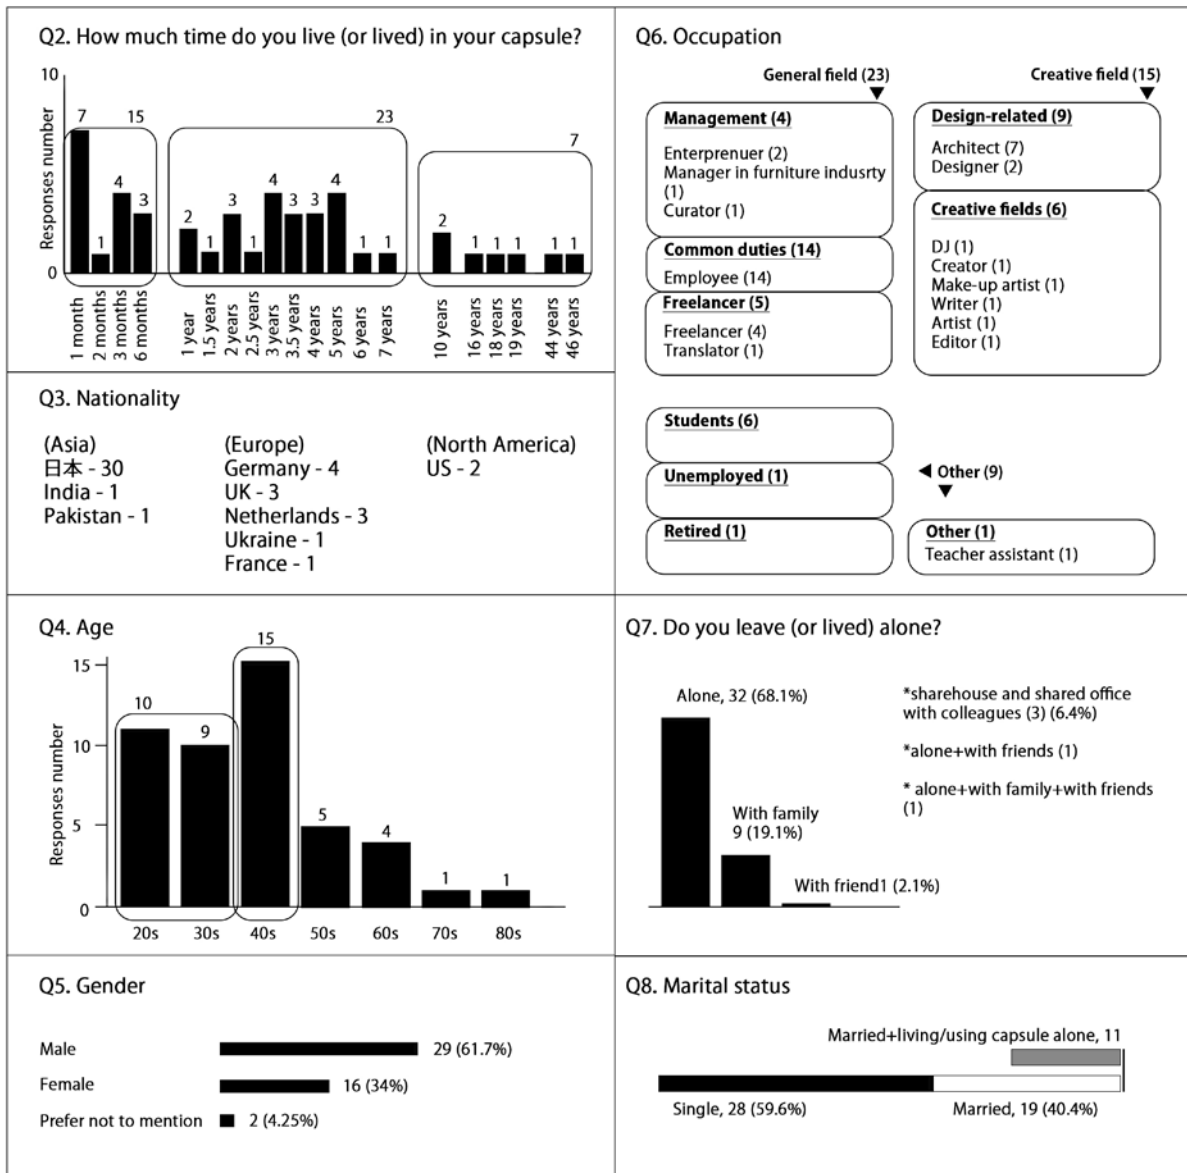 Q2. How much time do you live (or lived) in your capsule?
Responses number
10
0
7
15
1
4
3
23
2
1
3
1
4
3
3
4
1
1
7
2
1
1
1
1
1
1 month
2 months
3 months
6 months
1 year
1.5 years
2 years
2.5 years
3 years
3.5 years
4 years
5 years
6 years
7 years
10 years
16 years
18 years
19 years
44 years
46 years
Q3. Nationality
(Asia)
日本 - 30
India - 1
Pakistan - 1
(Europe)
Germany - 4
UK - 3
Netherlands - 3
Ukraine - 1
France - 1
(North America)
US - 2
Q4. Age
Responses number
15
10
5
0
10
9
15
5
4
1
1
20s
30s
40s
50s
60s
70s
80s
Q5. Gender
Male
29 (61.7%)
Female
16 (34%)
Prefer not to mention
2 (4.25%)
Q6. Occupation
General field (23)
Management (4)
Enterprenuer (2)
Manager in furniture indusrty
(1)
Curator (1)
Common duties (14)
Employee (14)
Freelancer (5)
Freelancer (4)
Translator (1)
Creative field (15)
Design-related (9)
Architect (7)
Designer (2)
Creative fields (6)
DJ (1)
Creator (1)
Make-up artist (1)
Writer (1)
Artist (1)
Editor (1)
Students (6)
Unemployed (1)
Retired (1)
Other (9)
Other (1)
Teacher assistant (1)
Q7. Do you leave (or lived) alone?
Alone, 32 (68.1%)
With family
9 (19.1%)
With friend1 (2.1%)
*sharehouse and shared office
with colleagues (3) (6.4%)
*alone+with friends (1)
* alone+with family+with friends
(1)
Q8. Marital status
Married+living/using capsule alone, 11
Single, 28 (59.6%)
Married, 19 (40.4%)